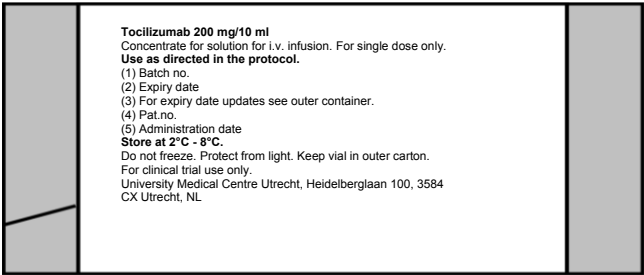 Tocilizumab 200 mg/10 ml
Concentrate for solution for i.v. infusion. For single dose only.
Use as directed in the protocol.
(1) Batch no.
(2) Expiry date
(3) For expiry date updates see outer container.
(4) Pat.no.
(5) Administration date
Store at 2°C - 8°C.
Do not freeze. Protect from light. Keep vial in outer carton.
For clinical trial use only.
University Medical Centre Utrecht, Heidelberglaan 100, 3584
CX Utrecht, NL